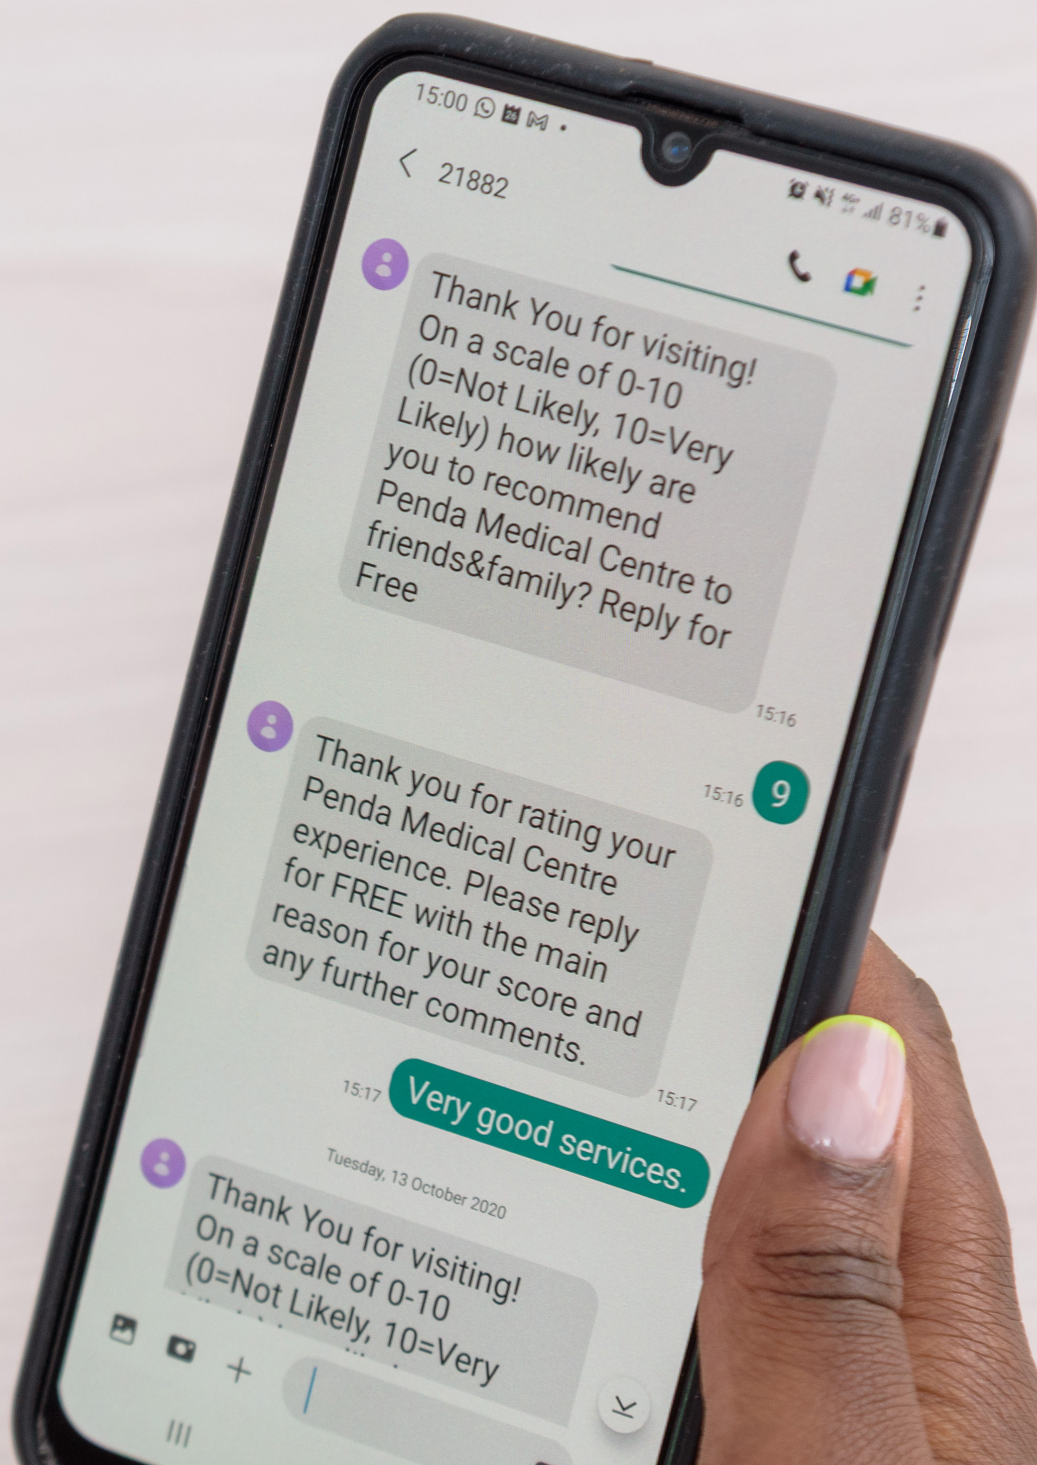 15:00
81%
21882
Thank You for visiting!
On a scale of 0-10
(0=Not Likely, 10=Very
Likely) how likely are
you to recommend
Penda Medical Centre to
friends&family? Reply for
Free
15:16
15:16
9
Thank you for rating your
Penda Medical Centre
experience. Please reply
for FREE with the main
reason for your score and
any further comments.
15:17
15:17
Very good services.
Tuesday, 13 October 2020
Thank You for visiting!
On a scale of 0-10
(0=Not Likely, 10=Very